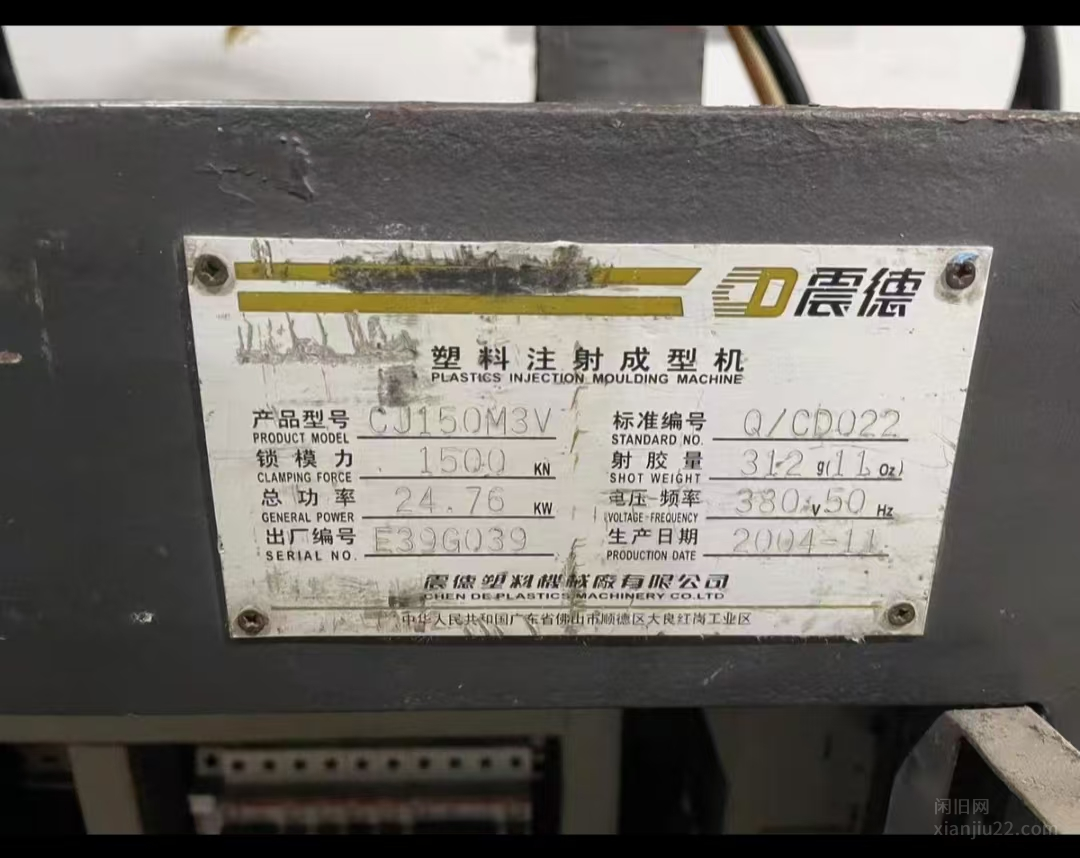 CD震德
塑料注射成型机
PLASTICS INJECTION MOULDING MACHINE
产品型号 CJ150M3V 标准编号 Q/CD022
PRODUCT MODEL STANDARD NO.
锁模力 1500 KN 射胶量 312 g(11 Oz)
CLAMPING FORCE SHOT WEIGHT
总功率 24.76 KW 电压-频率 380 V 50 Hz
GENERAL POWER VOLTAGE-FREQUENCY
出厂编号 E39G039 生产日期 2004-11
SERIAL NO. PRODUCTION DATE
震德塑料機械廠有限公司
CHEN DE PLASTICS MACHINERY CO.LTD
中华人民共和国广东省佛山市顺德区大良红岗工业区
闲旧网
xianjiu22.com